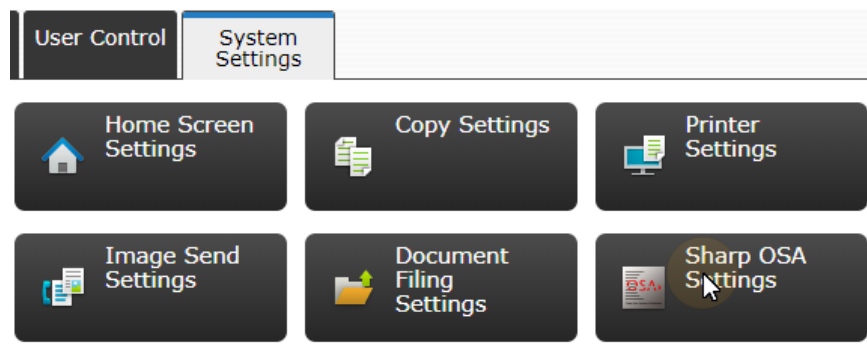 User Control
System
Settings
Home Screen
Settings
Copy Settings
Printer
Settings
Image Send
Settings
Document
Filing
Settings
Sharp OSA
Settings